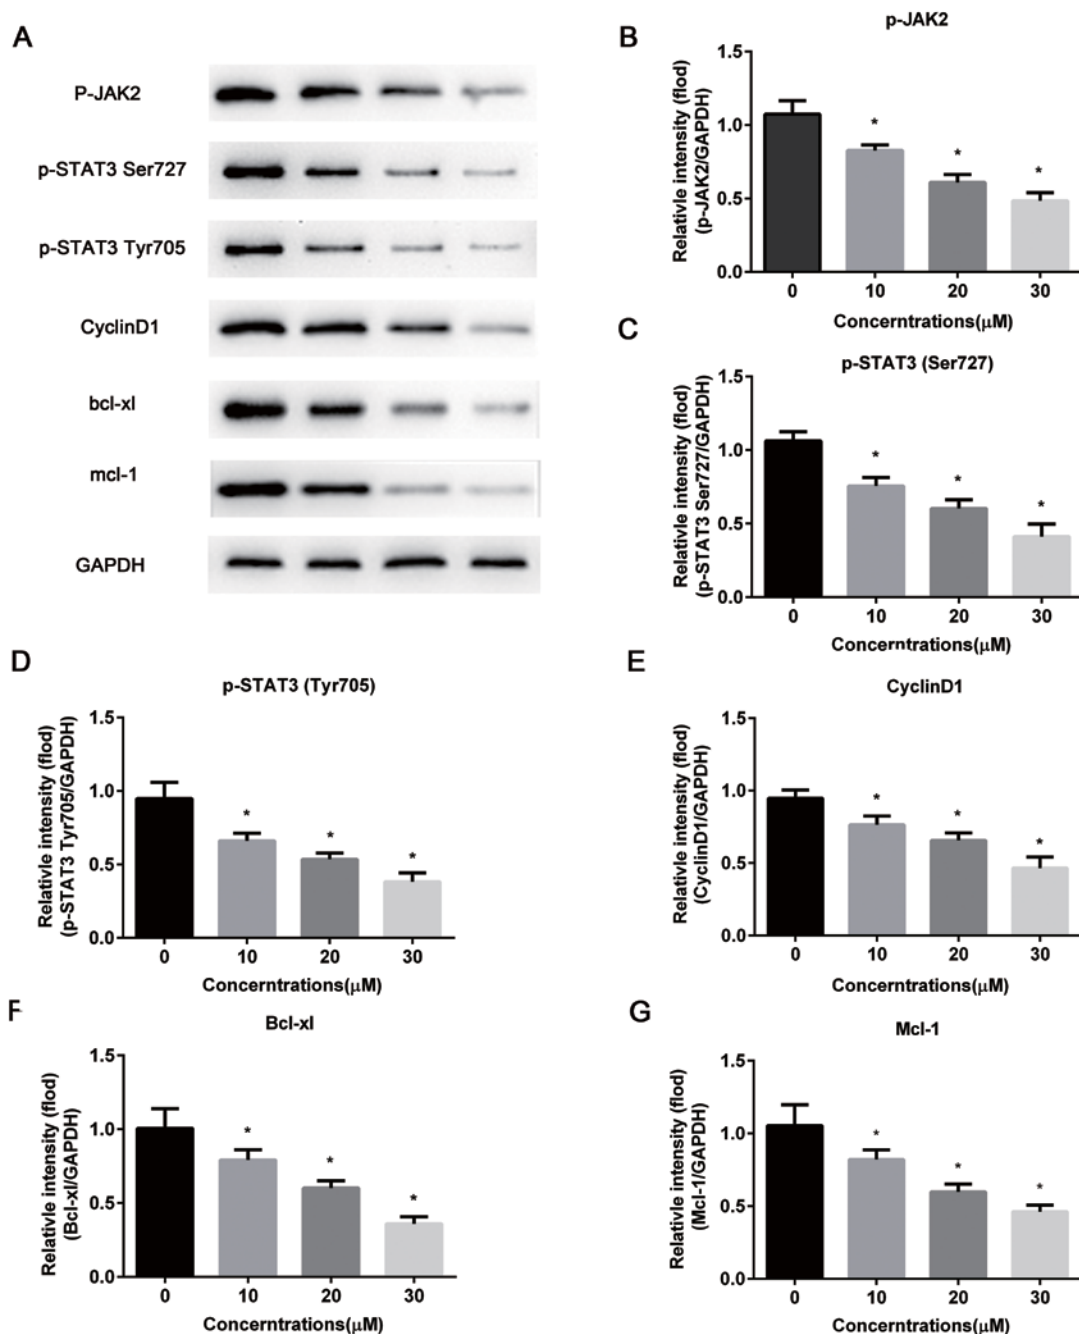 A
P-JAK2
p-STAT3 Ser727
p-STAT3 Tyr705
CyclinD1
bcl-xl
mcl-1
GAPDH
B
p-JAK2
Relativle intensity (flod)
(p-JAK2/GAPDH)
1.5
1.0
0.5
0.0
* * *
0 10 20 30
Concerntrations(μM)
C
p-STAT3 (Ser727)
Relativle intensity (flod)
(p-STAT3 Ser727/GAPDH)
1.5
1.0
0.5
0.0
* * *
0 10 20 30
Concerntrations(μM)
D
p-STAT3 (Tyr705)
Relativle intensity (flod)
(p-STAT3 Tyr705/GAPDH)
1.5
1.0
0.5
0.0
* * *
0 10 20 30
Concerntrations(μM)
E
CyclinD1
Relativle intensity (flod)
(CyclinD1/GAPDH)
1.5
1.0
0.5
0.0
* * *
0 10 20 30
Concerntrations(μM)
F
Bcl-xl
Relativle intensity (flod)
(Bcl-xl/GAPDH)
1.5
1.0
0.5
0.0
* * *
0 10 20 30
Concerntrations(μM)
G
Mcl-1
Relativle intensity (flod)
(Mcl-1/GAPDH)
1.5
1.0
0.5
0.0
* * *
0 10 20 30
Concerntrations(μM)